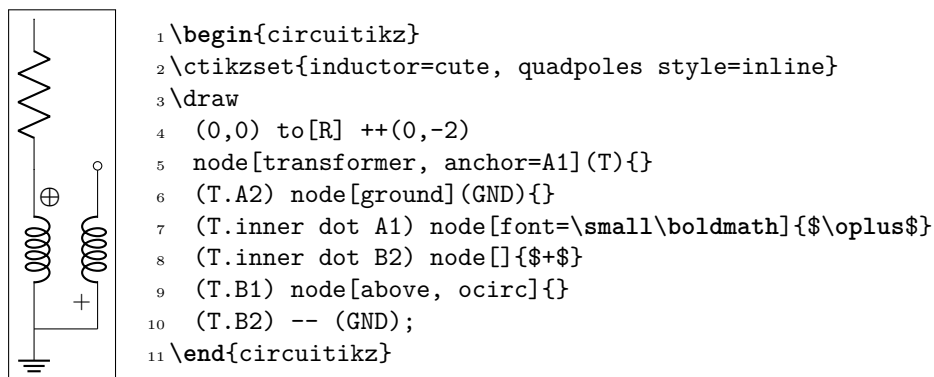 1 \begin{circuitikz}
2 \ctikzset{inductor=cute, quadpoles style=inline}
3 \draw
4   (0,0) to[R] ++(0,-2)
5   node[transformer, anchor=A1](T){}
6   (T.A2) node[ground](GND){}
7   (T.inner dot A1) node[font=\small\boldmath]{$\oplus$}
8   (T.inner dot B2) node[]{$+$}
9   (T.B1) node[above, ocirc]{}
10   (T.B2) -- (GND);
11 \end{circuitikz}
⊕
+